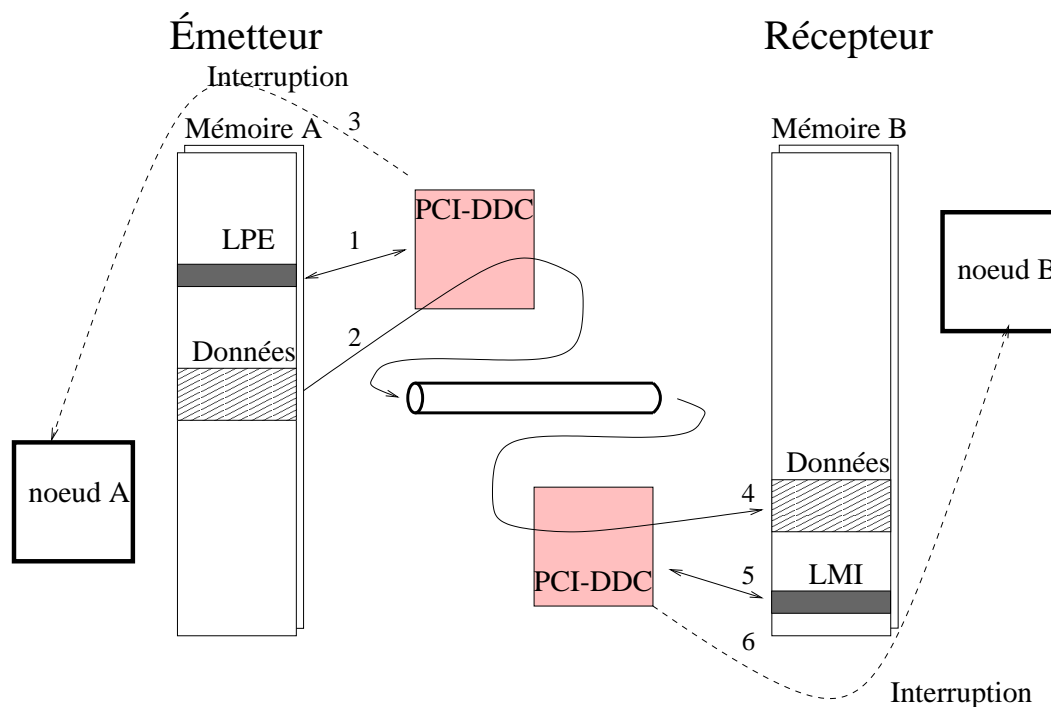 Émetteur
Récepteur
Interruption
3
Mémoire A
Mémoire B
PCI-DDC
LPE
1
noeud B
2
Données
Données
noeud A
4
PCI-DDC
5
LMI
6
Interruption